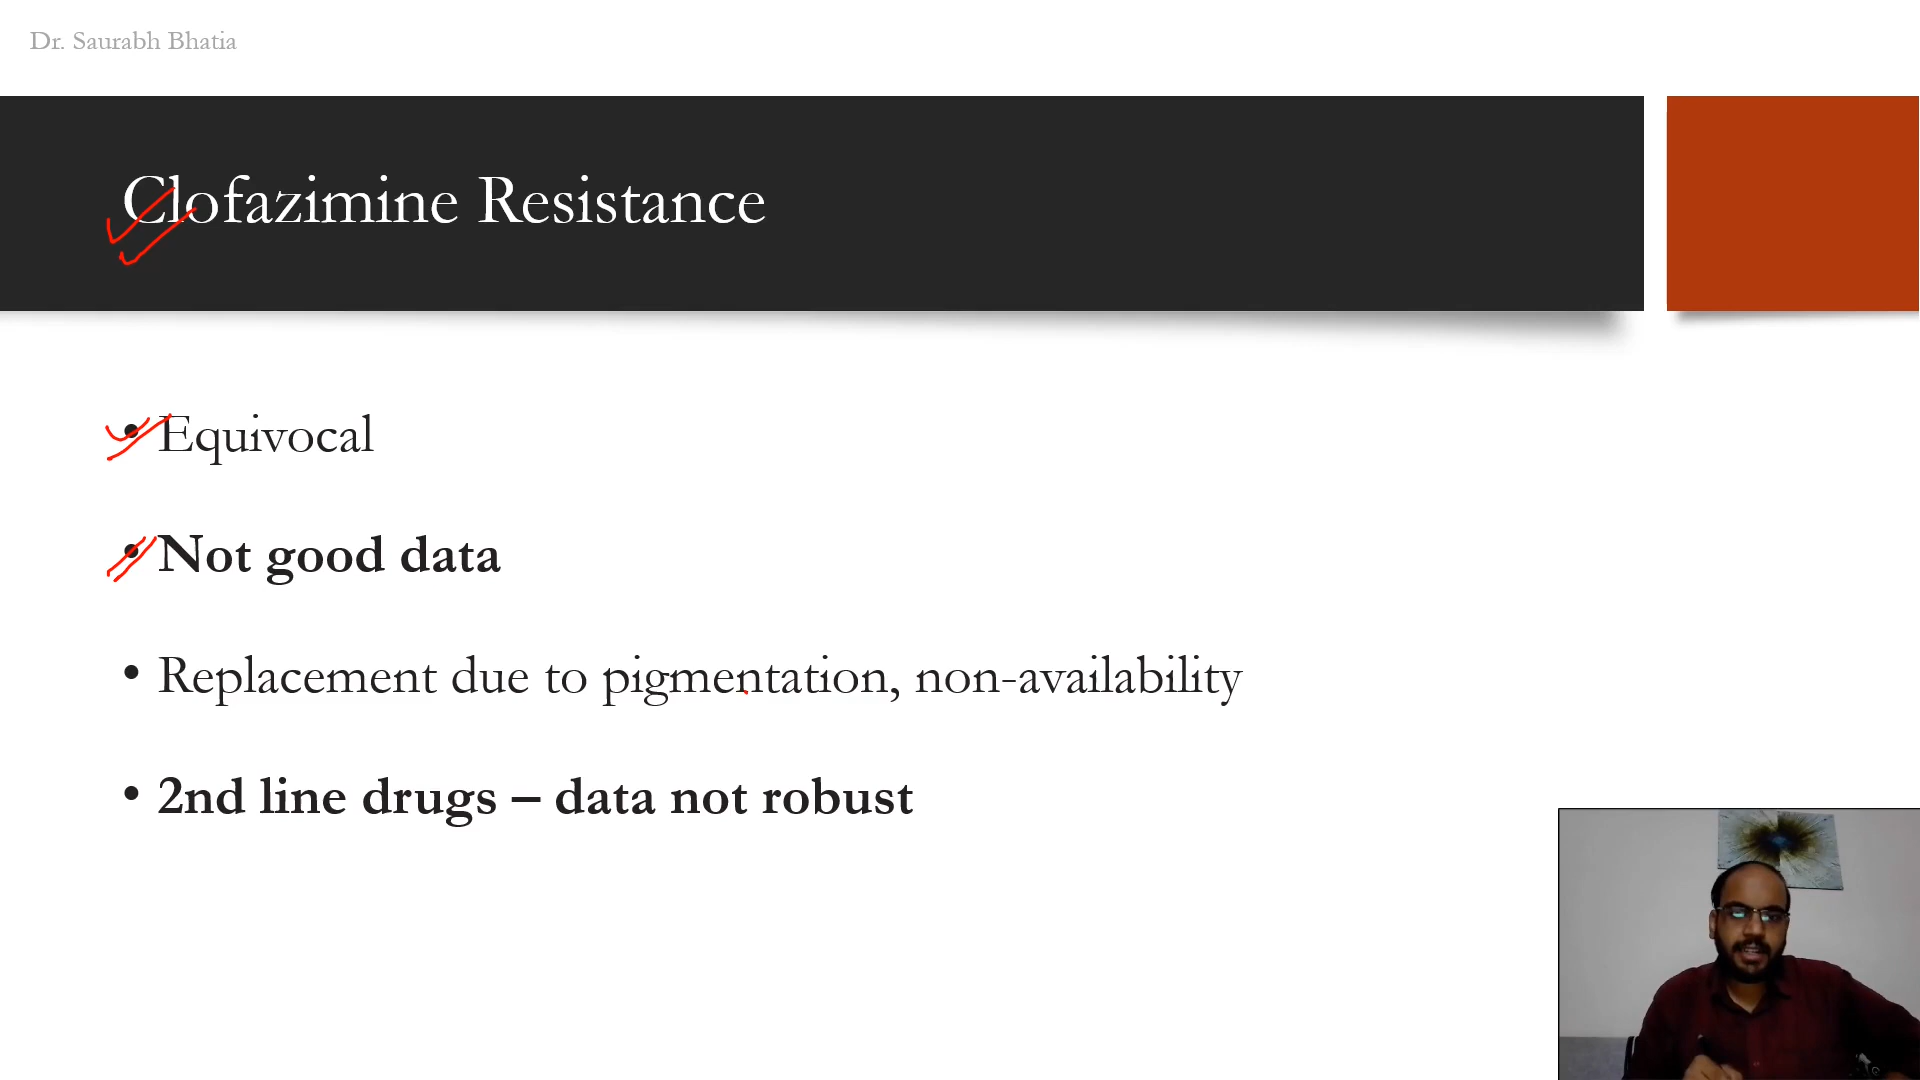 Dr. Saurabh Bhatia
Clofazimine Resistance
• Equivocal
• Not good data
• Replacement due to pigmentation, non-availability
• 2nd line drugs – data not robust